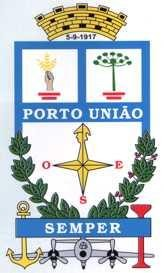 5-9-1917
PORTO UNIÃO
O E
S
SEMPER